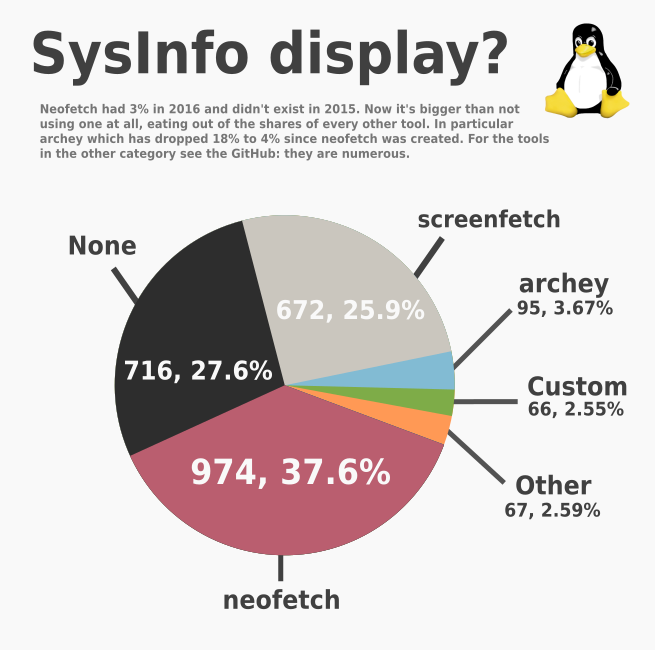 SysInfo display?
Neofetch had 3% in 2016 and didn't exist in 2015. Now it's bigger than not
using one at all, eating out of the shares of every other tool. In particular
archey which has dropped 18% to 4% since neofetch was created. For the tools
in the other category see the GitHub: they are numerous.
screenfetch
None
archey
672, 25.9%
95, 3.67%
716, 27.6%
Custom
66, 2.55%
974, 37.6%
Other
67, 2.59%
neofetch